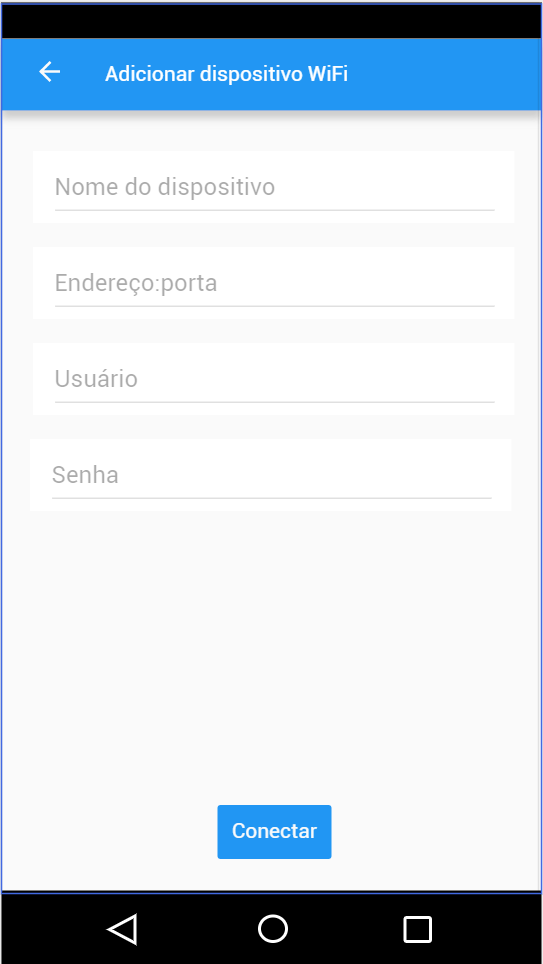 Adicionar dispositivo WiFi
Nome do dispositivo
Endereço:porta
Usuário
Senha
Conectar